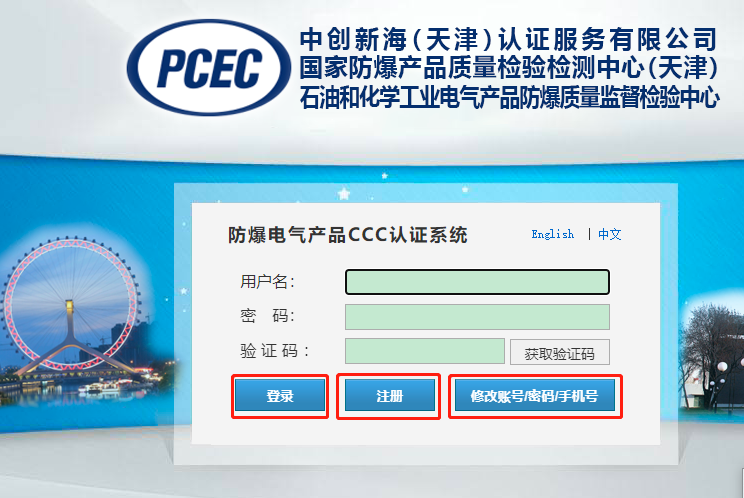 PCEC
中创新海(天津)认证服务有限公司
国家防爆产品质量检验检测中心(天津)
石油和化学工业电气产品防爆质量监督检验中心
防爆电气产品CCC认证系统
English | 中文
用户名:
密 码:
验 证 码 :
获取验证码
登录 注册 修改账号/密码/手机号